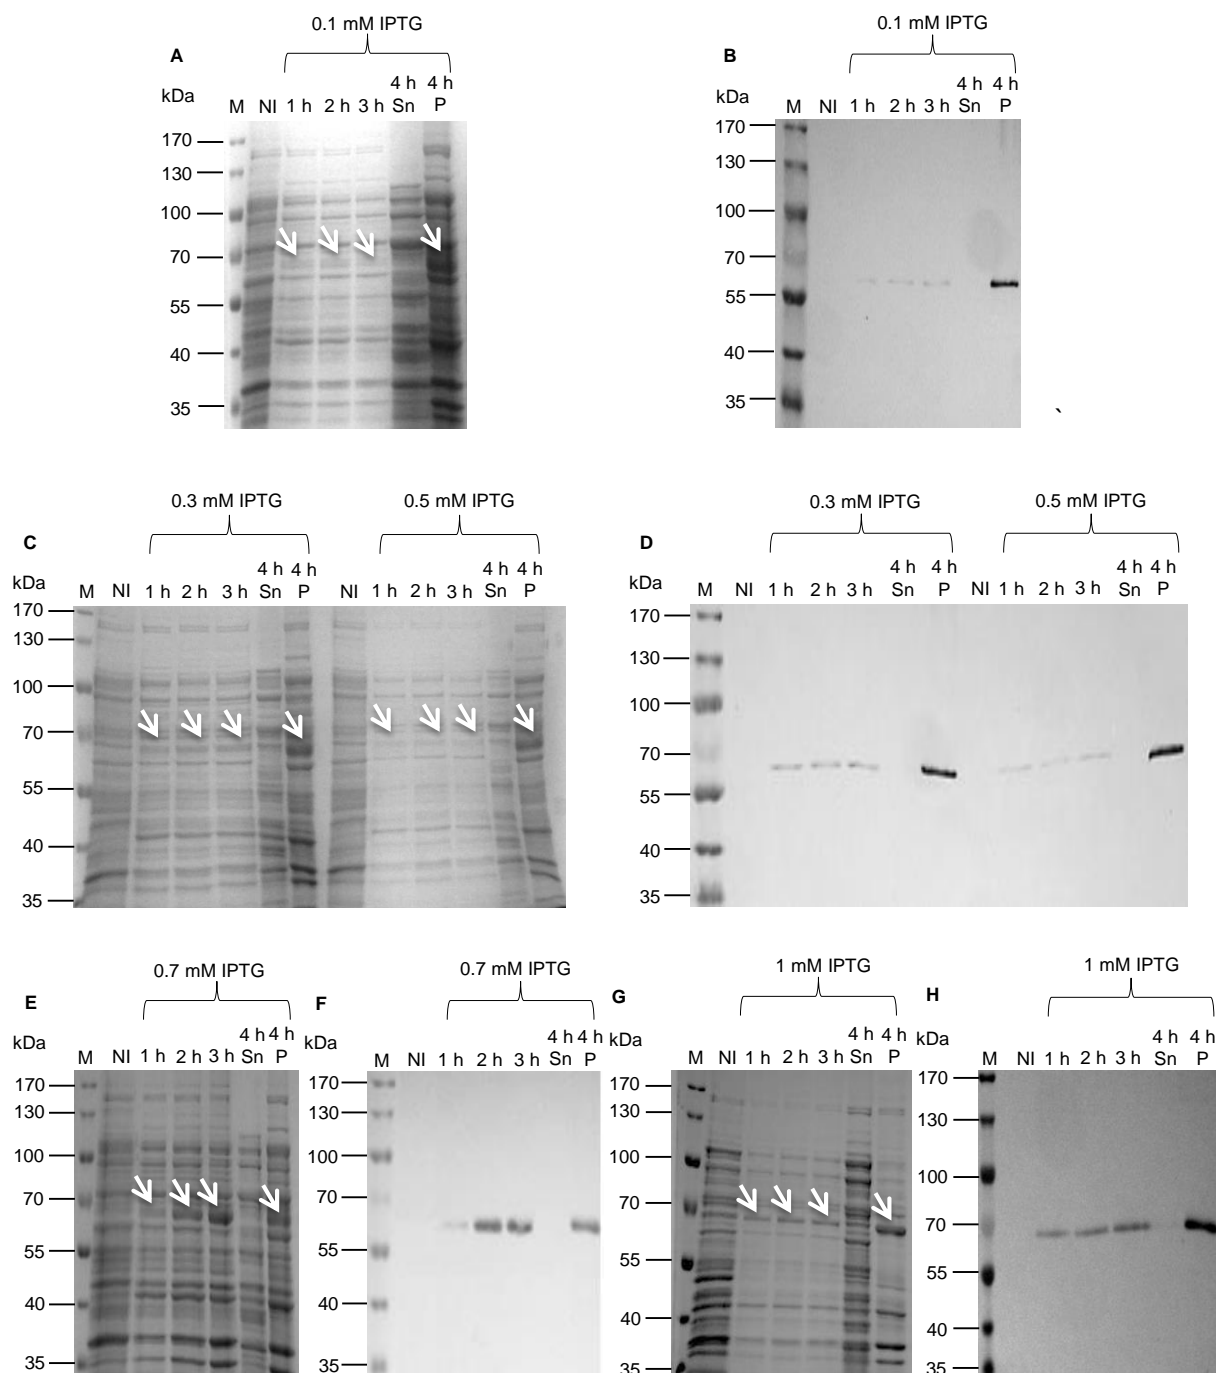 0.1 mM IPTG
A
4 h 4 h
kDa M NI 1 h 2 h 3 h Sn P
170
130
100
70
55
40
35
0.1 mM IPTG
B
4 h 4 h
kDa M NI 1 h 2 h 3 h Sn P
170
130
100
70
55
40
35
`
0.3 mM IPTG 0.5 mM IPTG
C
4 h 4 h 4 h 4 h
kDa M NI 1 h 2 h 3 h Sn P NI 1 h 2 h 3 h Sn P
170
130
100
70
55
40
35
0.3 mM IPTG 0.5 mM IPTG
D
4 h 4 h 4 h 4 h
kDa M NI 1 h 2 h 3 h Sn P NI 1 h 2 h 3 h Sn P
170
130
100
70
55
40
35
0.7 mM IPTG
E
4 h 4 h
kDa M NI 1 h 2 h 3 h Sn P
170
130
100
70
55
40
35
0.7 mM IPTG
F
4 h 4 h
kDa M NI 1 h 2 h 3 h Sn P
170
130
100
70
55
40
35
1 mM IPTG
G
4 h 4 h
kDa M NI 1 h 2 h 3 h Sn P
170
130
100
70
55
40
35
1 mM IPTG
H
4 h 4 h
kDa M NI 1 h 2 h 3 h Sn P
170
130
100
70
55
40
35